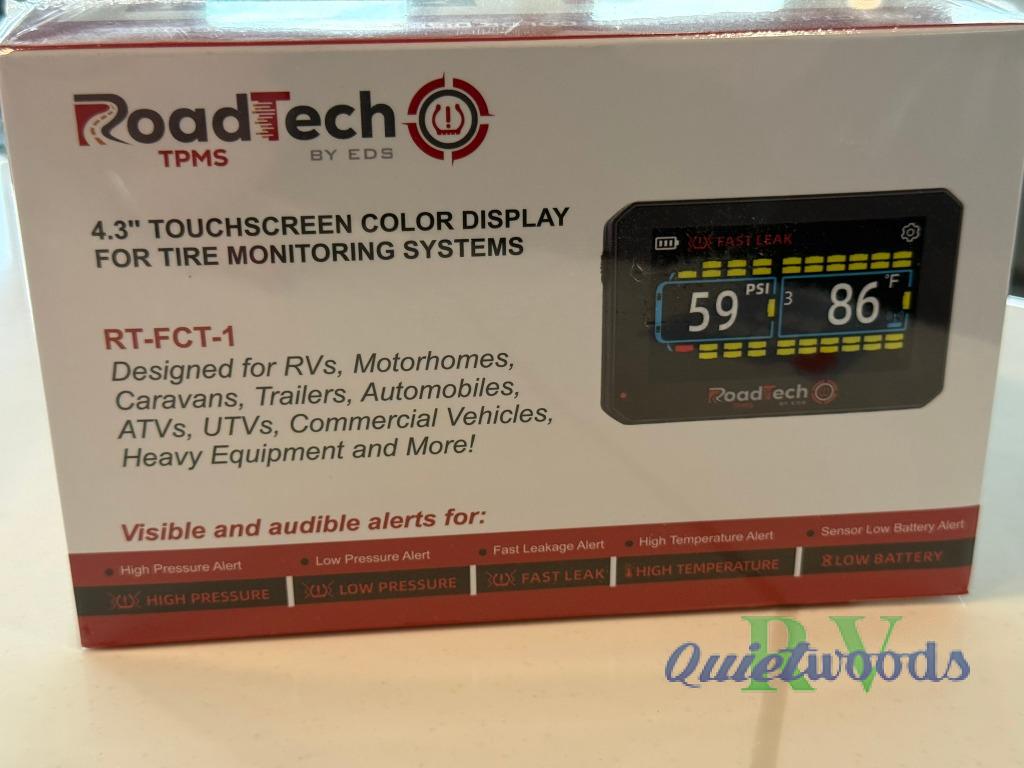 RoadTech
TPMS BY EDS
4.3" TOUCHSCREEN COLOR DISPLAY
FOR TIRE MONITORING SYSTEMS
RT-FCT-1
Designed for RVs, Motorhomes,
Caravans, Trailers, Automobiles,
ATVs, UTVs, Commercial Vehicles,
Heavy Equipment and More!
FAST LEAK
59 PSI 3 86 °F
RoadTech
TPMS BY EDS
Visible and audible alerts for:
• High Pressure Alert • Low Pressure Alert • Fast Leakage Alert • High Temperature Alert • Sensor Low Battery Alert
HIGH PRESSURE LOW PRESSURE FAST LEAK HIGH TEMPERATURE LOW BATTERY
RV
Quietwoods